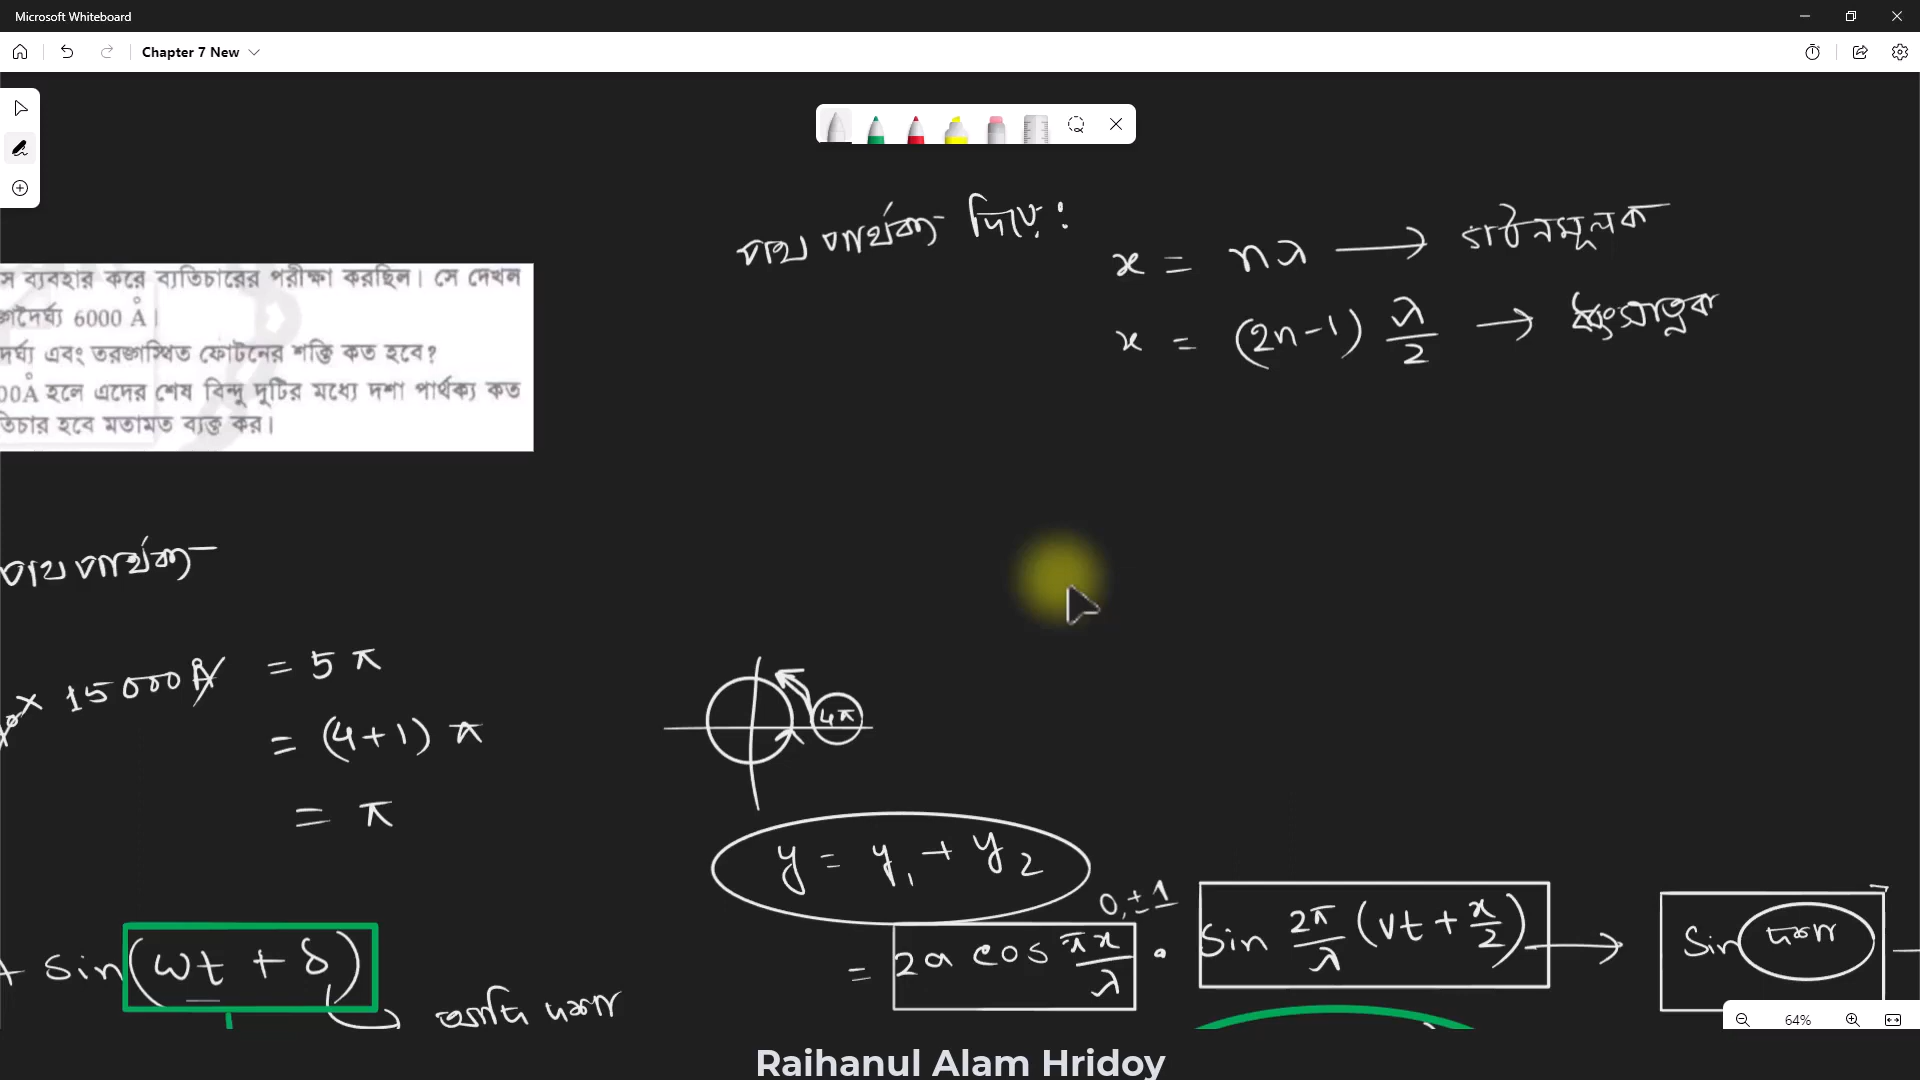 Microsoft Whiteboard
Chapter 7 New
পথ পার্থক্য দিয়ে :
x = nλ → গঠনমূলক
x = (2n-1) λ/2 → ধ্বংসাত্মক
স ব্যবহার করে ব্যতিচারের পরীক্ষা করছিল। সে দেখল
দৈর্ঘ্য 6000 Å।
দর্ঘ্য এবং তরঙ্গাস্থিত ফোটনের শক্তি কত হবে?
00Å হলে এদের শেষ বিন্দু দুটির মধ্যে দশা পার্থক্য কত
তিচার হবে মতামত ব্যক্ত কর।
পথ পার্থক্য
× 15000 Å = 5π
= (4+1) π
= π
4π
y = y₁ + y₂
0, ±1
= 2a cos πx/λ · Sin 2π/λ (vt + x/2) → Sin দশা
Sin (ωt + δ)
আদি দশা
64%
Raihanul Alam Hridoy